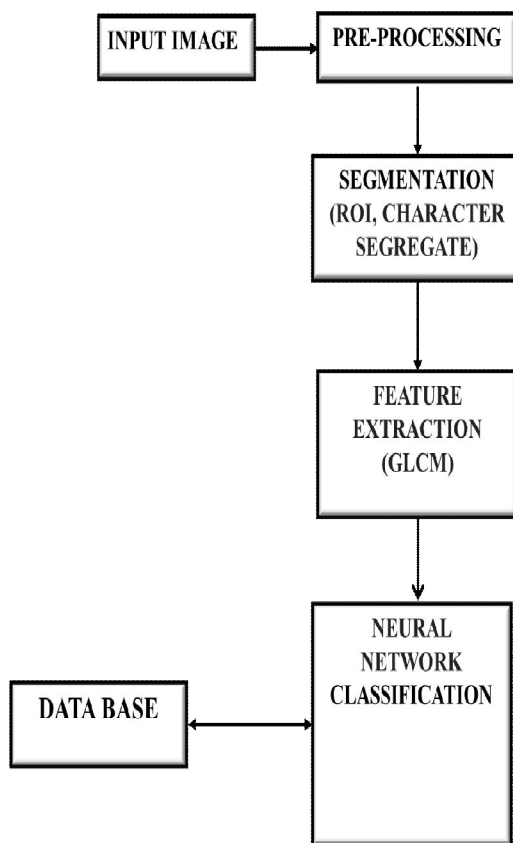 INPUT IMAGE
PRE-PROCESSING
SEGMENTATION
(ROI, CHARACTER
SEGREGATE)
FEATURE
EXTRACTION
(GLCM)
NEURAL
NETWORK
CLASSIFICATION
DATA BASE